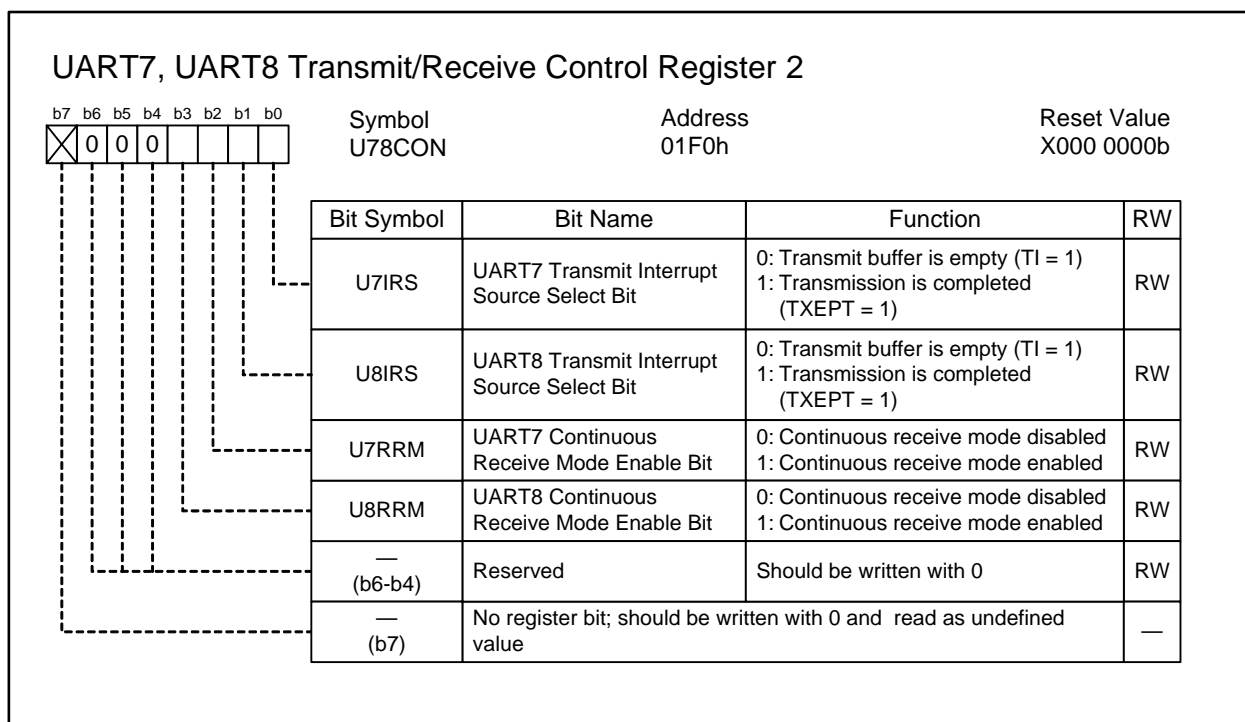 UART7, UART8 Transmit/Receive Control Register 2
b7 b6 b5 b4 b3 b2 b1 b0
0 0 0
Symbol Address Reset Value
U78CON 01F0h X000 0000b
Bit Symbol Bit Name Function RW
U7IRS
UART7 Transmit Interrupt
Source Select Bit
0: Transmit buffer is empty (TI = 1)
1: Transmission is completed
(TXEPT = 1)
RW
U8IRS
UART8 Transmit Interrupt
Source Select Bit
0: Transmit buffer is empty (TI = 1)
1: Transmission is completed
(TXEPT = 1)
RW
U7RRM
UART7 Continuous
Receive Mode Enable Bit
0: Continuous receive mode disabled
1: Continuous receive mode enabled
RW
U8RRM
UART8 Continuous
Receive Mode Enable Bit
0: Continuous receive mode disabled
1: Continuous receive mode enabled
RW
—
(b6-b4)
Reserved
Should be written with 0
RW
—
(b7)
No register bit; should be written with 0 and read as undefined
value
—